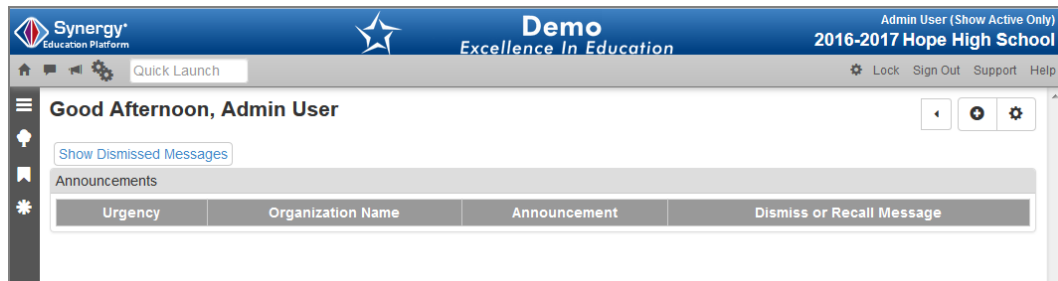 Synergy
Education Platform
Demo
Excellence In Education
Admin User (Show Active Only)
2016-2017 Hope High School
Quick Launch
Lock Sign Out Support Help
Good Afternoon, Admin User
Show Dismissed Messages
Announcements
Urgency Organization Name Announcement Dismiss or Recall Message